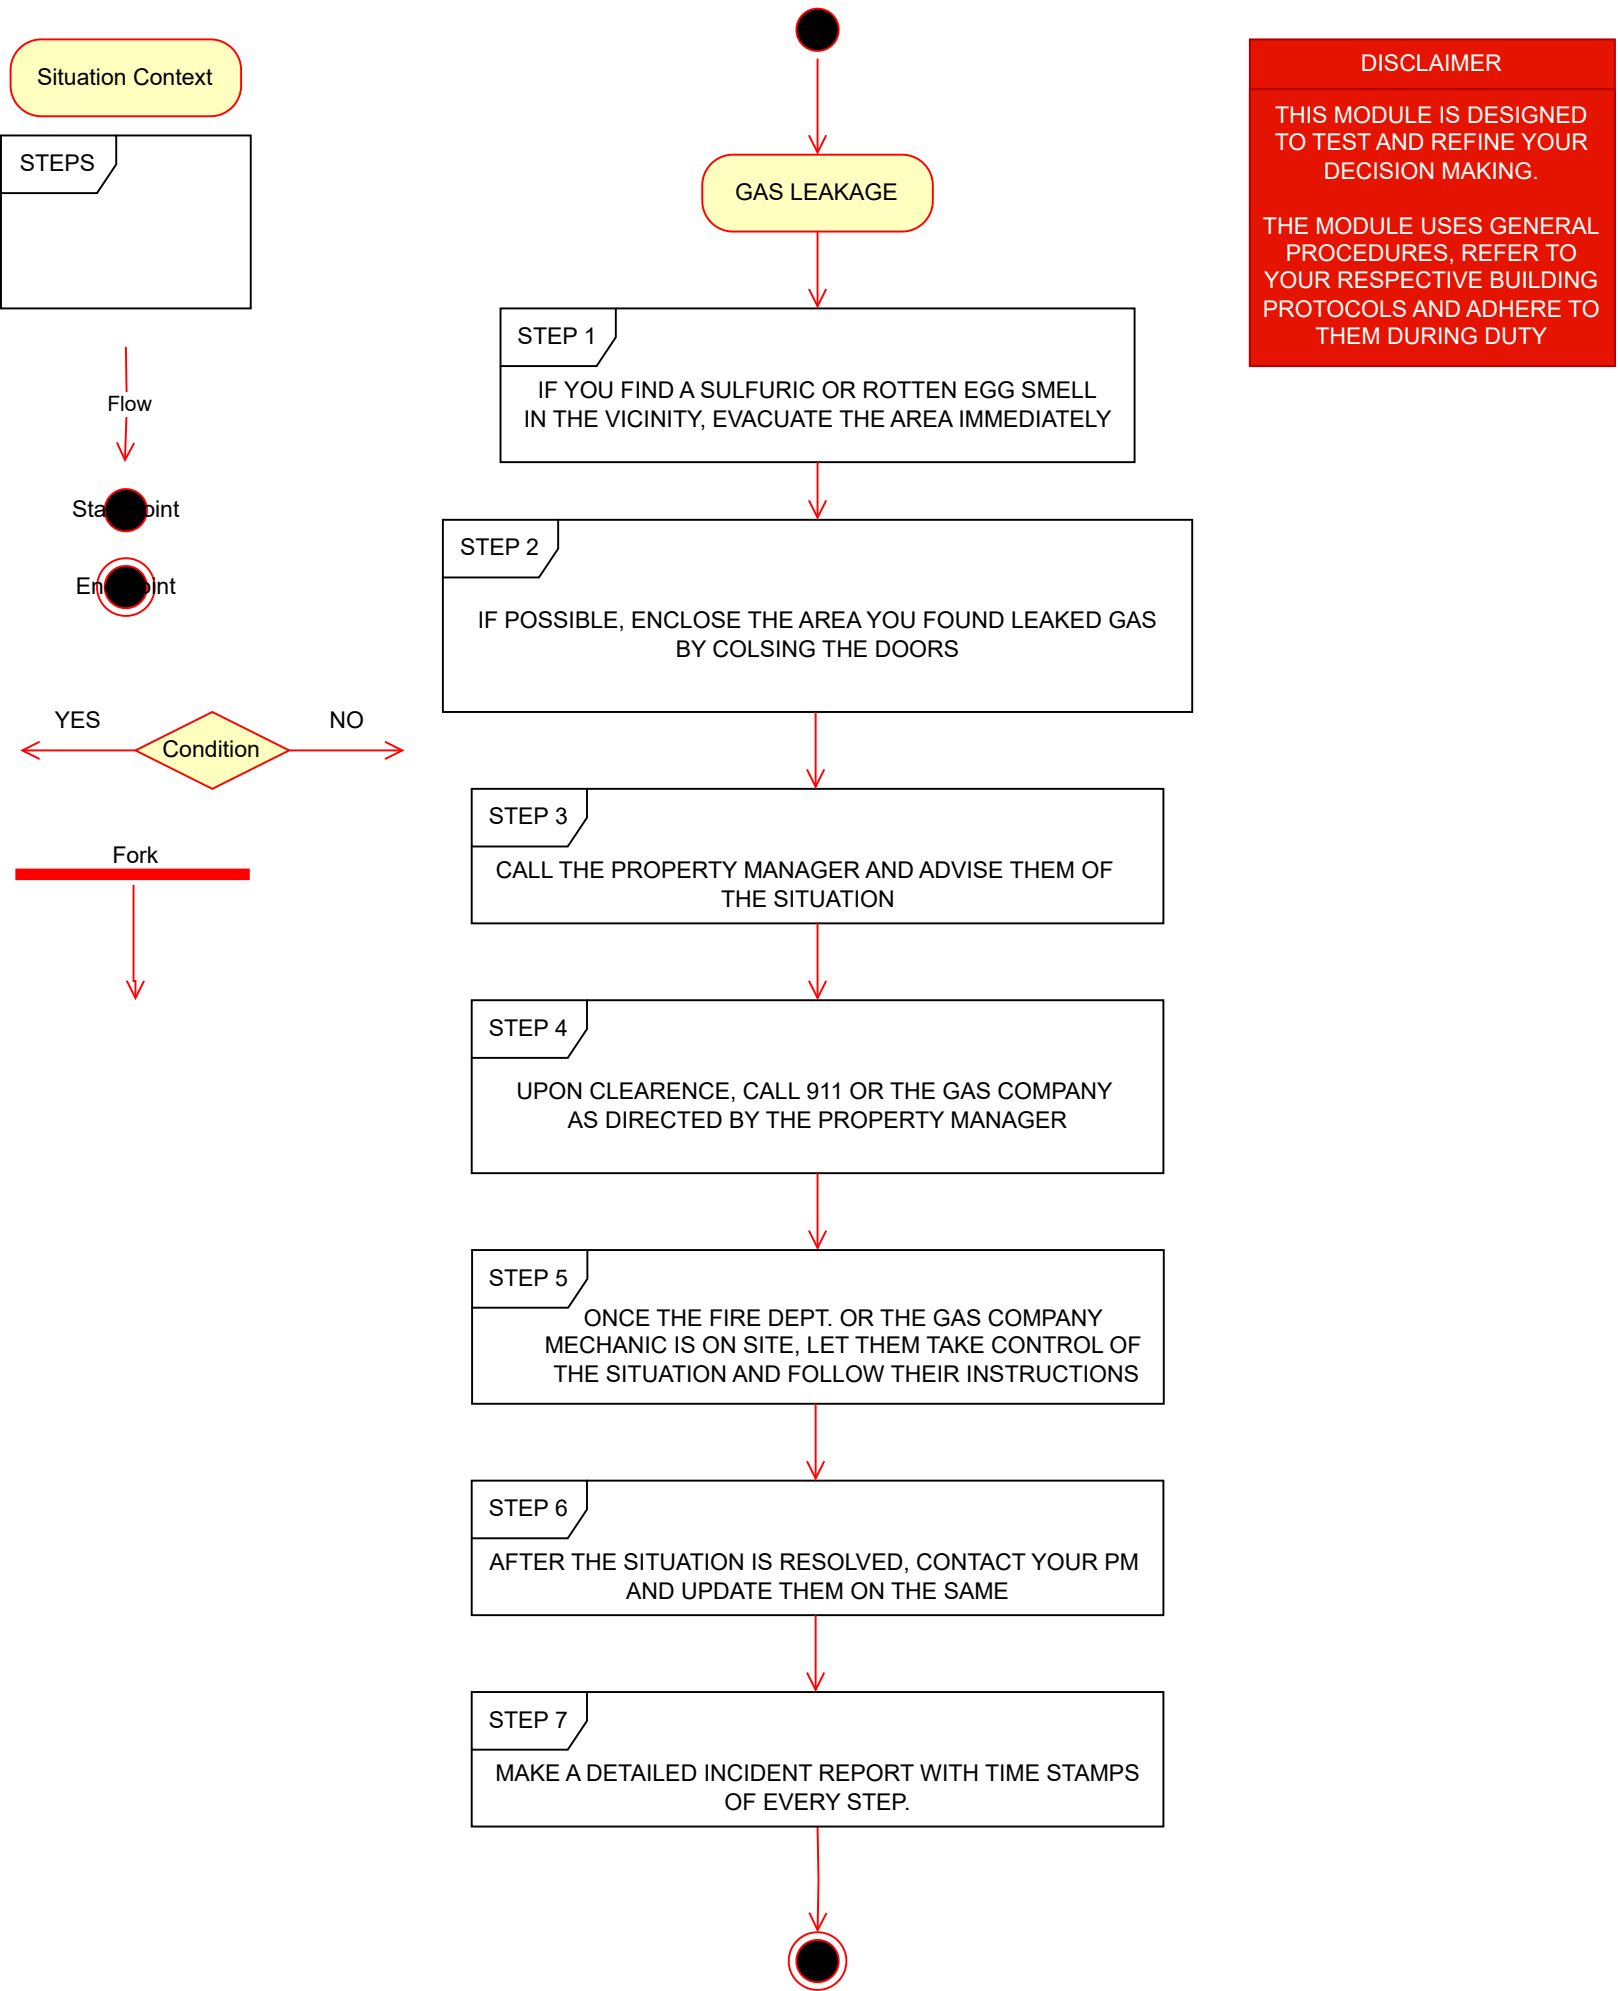 Situation Context
STEPS
Flow
YES
Condition
NO
Fork
GAS LEAKAGE
STEP 1
IF YOU FIND A SULFURIC OR ROTTEN EGG SMELL
IN THE VICINITY, EVACUATE THE AREA IMMEDIATELY
STEP 2
IF POSSIBLE, ENCLOSE THE AREA YOU FOUND LEAKED GAS
BY COLSING THE DOORS
STEP 3
CALL THE PROPERTY MANAGER AND ADVISE THEM OF
THE SITUATION
STEP 4
UPON CLEARENCE, CALL 911 OR THE GAS COMPANY
AS DIRECTED BY THE PROPERTY MANAGER
STEP 5
ONCE THE FIRE DEPT. OR THE GAS COMPANY
MECHANIC IS ON SITE, LET THEM TAKE CONTROL OF
THE SITUATION AND FOLLOW THEIR INSTRUCTIONS
STEP 6
AFTER THE SITUATION IS RESOLVED, CONTACT YOUR PM
AND UPDATE THEM ON THE SAME
STEP 7
MAKE A DETAILED INCIDENT REPORT WITH TIME STAMPS
OF EVERY STEP.
DISCLAIMER
THIS MODULE IS DESIGNED
TO TEST AND REFINE YOUR
DECISION MAKING.
THE MODULE USES GENERAL
PROCEDURES, REFER TO
YOUR RESPECTIVE BUILDING
PROTOCOLS AND ADHERE TO
THEM DURING DUTY